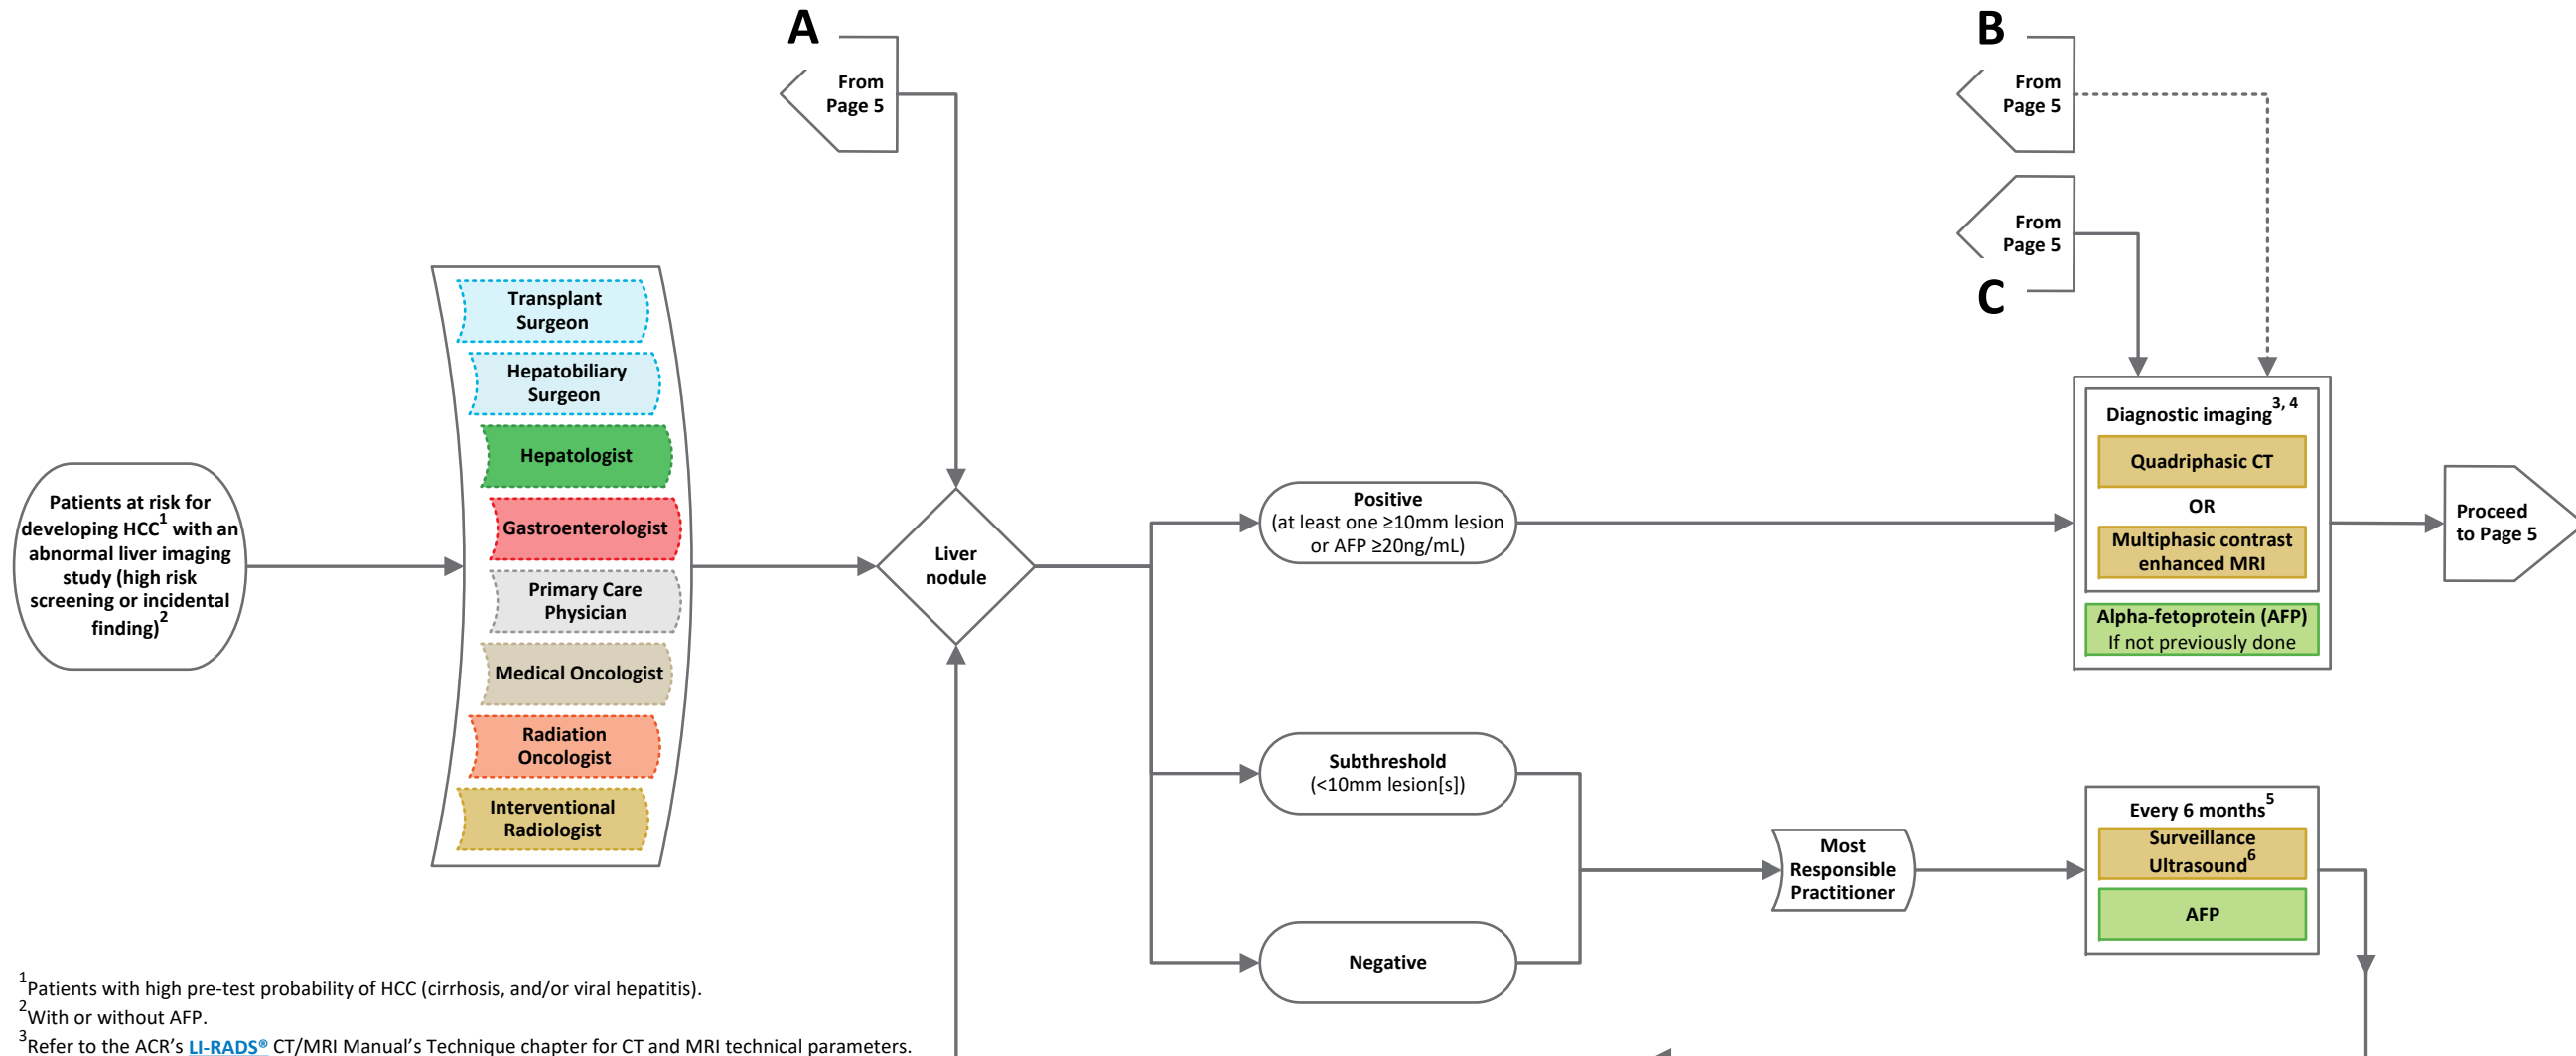 A
From
Page 5
B
From
Page 5
From
Page 5
C
Patients at risk for
developing HCC1 with an
abnormal liver imaging
study (high risk
screening or incidental
finding)2
Transplant
Surgeon
Hepatobiliary
Surgeon
Hepatologist
Gastroenterologist
Primary Care
Physician
Medical Oncologist
Radiation
Oncologist
Interventional
Radiologist
Liver
nodule
Positive
(at least one ≥10mm lesion
or AFP ≥20ng/mL)
Diagnostic imaging3, 4
Quadriphasic CT
OR
Multiphasic contrast
enhanced MRI
Alpha-fetoprotein (AFP)
If not previously done
Proceed
to Page 5
Subthreshold
(<10mm lesion[s])
Negative
Most
Responsible
Practitioner
Every 6 months5
Surveillance
Ultrasound6
AFP
1Patients with high pre-test probability of HCC (cirrhosis, and/or viral hepatitis).
2With or without AFP.
3Refer to the ACR's LI-RADS® CT/MRI Manual's Technique chapter for CT and MRI technical parameters.